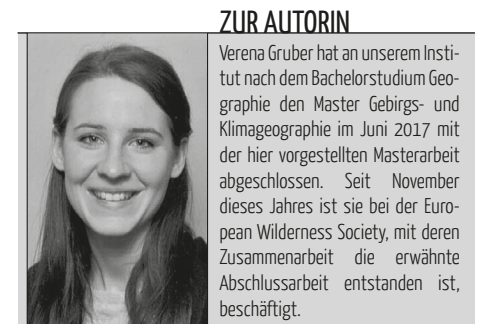 ZUR AUTORIN
Verena Gruber hat an unserem Insti-
tut nach dem Bachelorstudium Geo-
graphie den Master Gebirgs- und
Klimageographie im Juni 2017 mit
der hier vorgestellten Masterarbeit
abgeschlossen. Seit November
dieses Jahres ist sie bei der Euro-
pean Wilderness Society, mit deren
Zusammenarbeit die erwähnte
Abschlussarbeit entstanden ist,
beschäftigt.